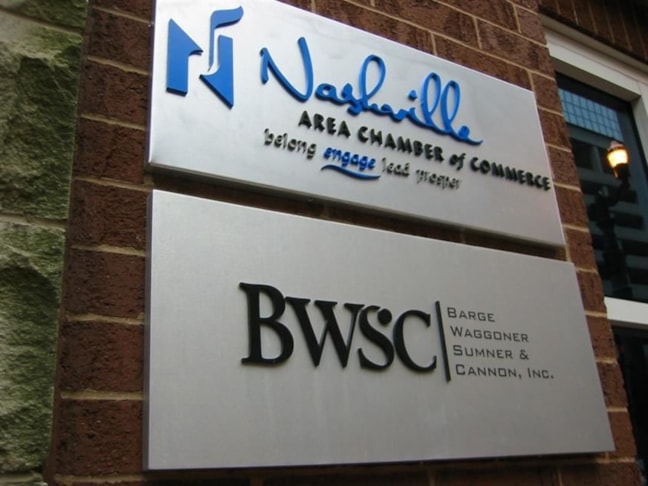 Nashville
AREA CHAMBER of COMMERCE
belong engage lead prosper
BWSC
BARGE
WAGGONER
SUMNER &
CANNON, INC.